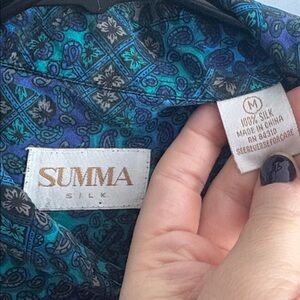 SUMMA
SILK
M
100% SILK
MADE IN CHINA
RN 84310
SEE REVERSE FOR CARE